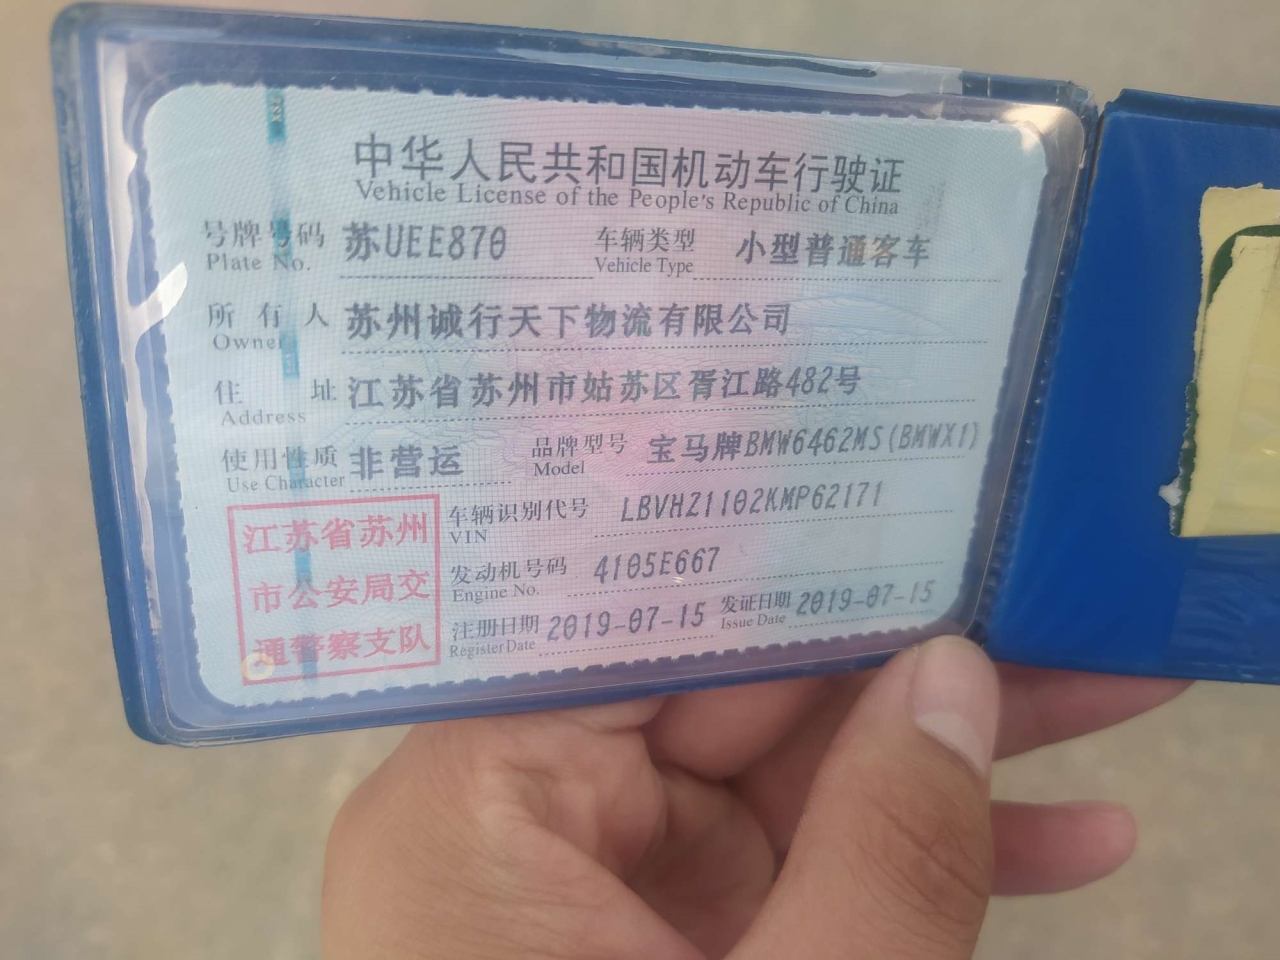 中华人民共和国机动车行驶证
Vehicle License of the People's Republic of China
号牌号码 苏UEE870 车辆类型 小型普通客车
Plate No. Vehicle Type
所有人 苏州诚行天下物流有限公司
Owner
住址 江苏省苏州市姑苏区胥江路482号
Address
使用性质 非营运 品牌型号 宝马牌BMW6462MS(BMWX1)
Use Character Model
车辆识别代号 LBVHZ1102KMP62171
VIN
发动机号码 4105E667
Engine No.
注册日期 2019-07-15 发证日期 2019-07-15
Register Date Issue Date
江苏省苏州
市公安局交
通警察支队